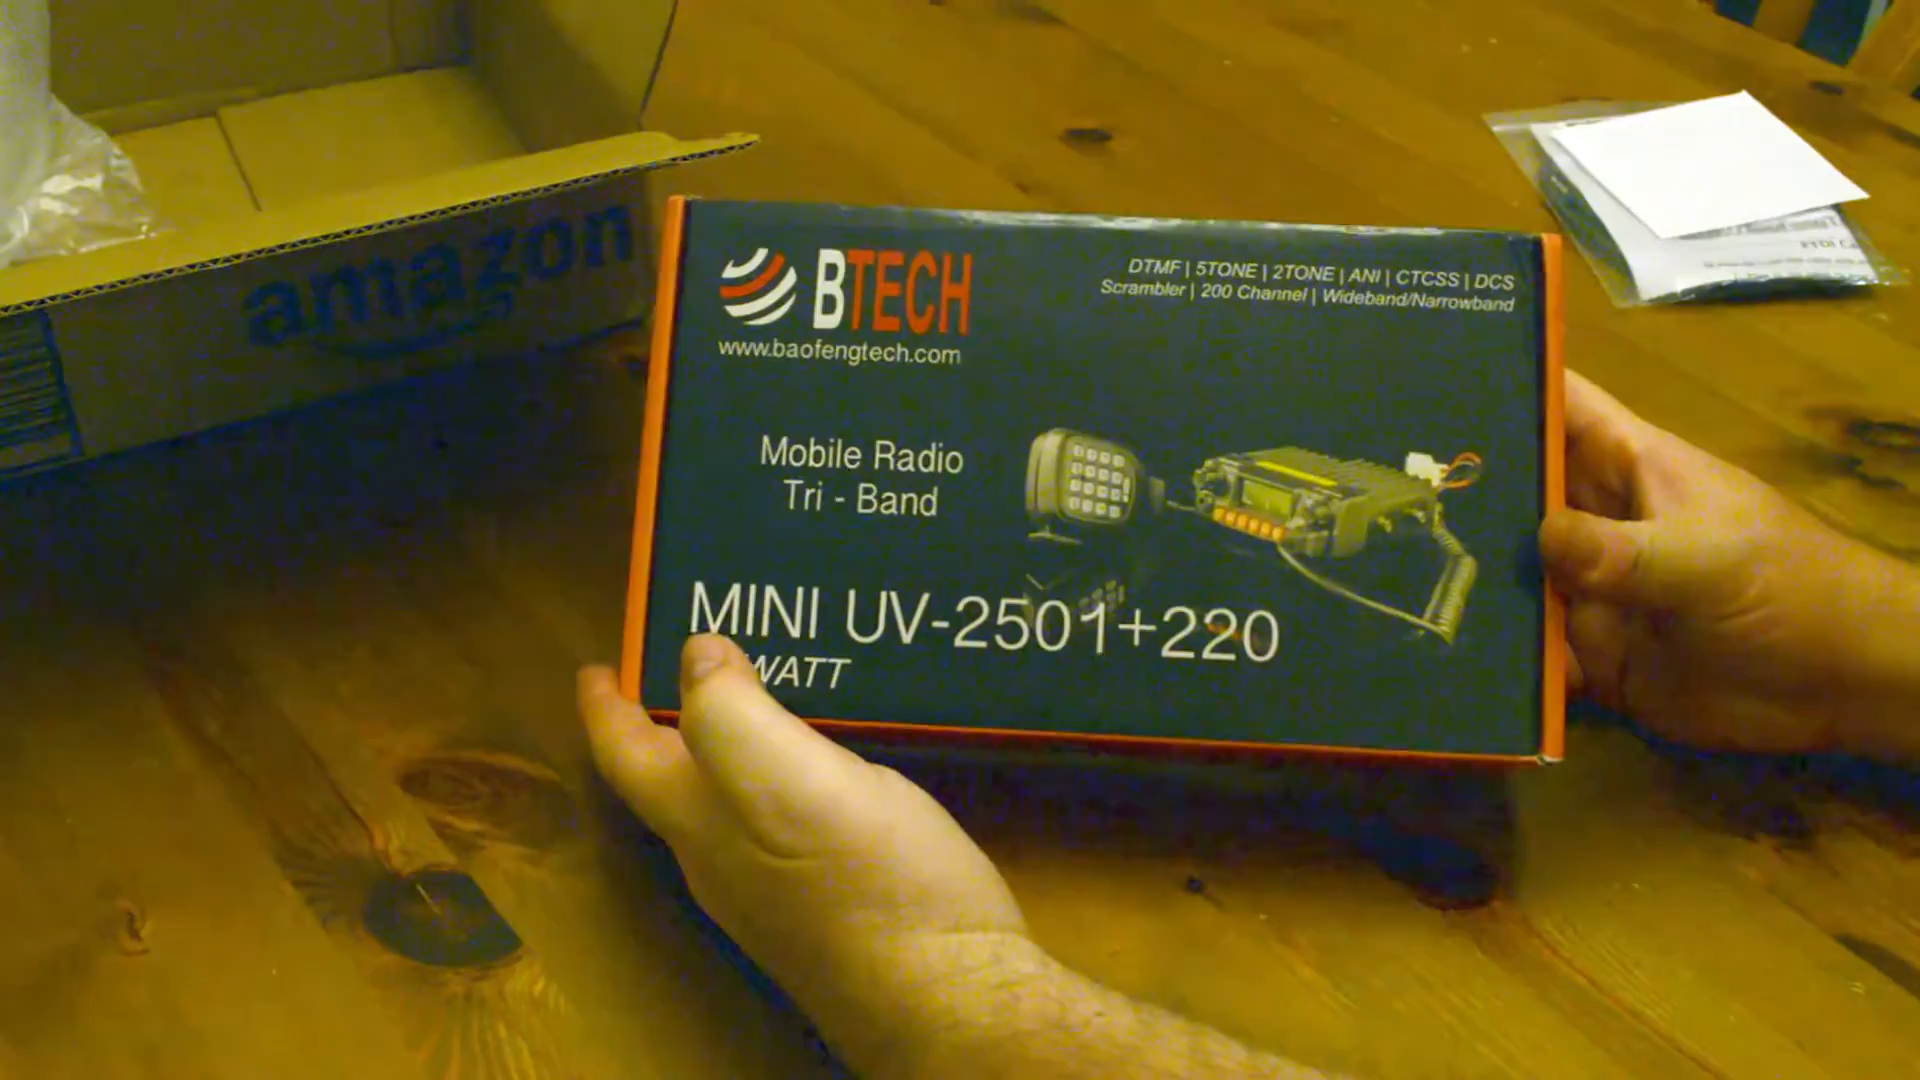 amazon
BTECH
www.baofengtech.com
DTMF | 5TONE | 2TONE | ANI | CTCSS | DCS
Scrambler | 200 Channel | Wideband/Narrowband
Mobile Radio
Tri - Band
MINI UV-2501+220
WATT